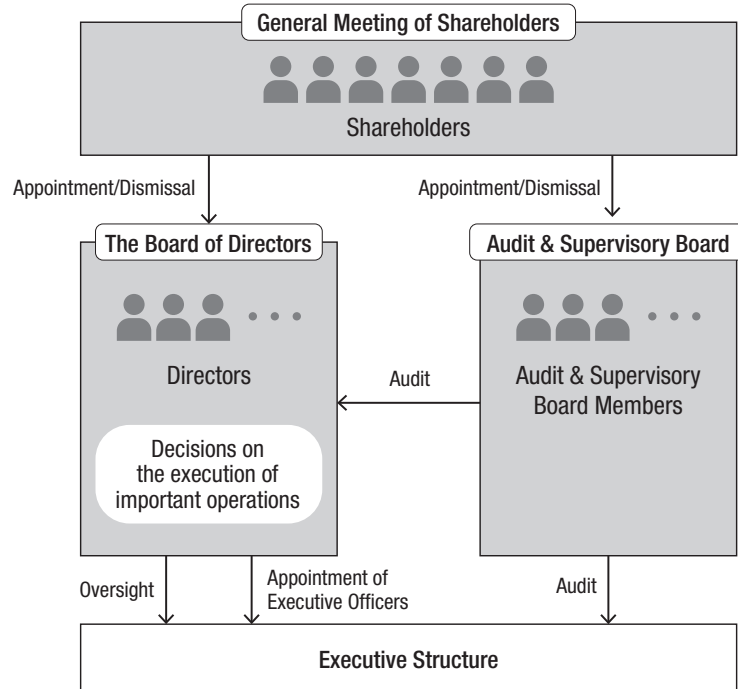 General Meeting of Shareholders
Shareholders
Appointment/Dismissal
Appointment/Dismissal
The Board of Directors
Audit & Supervisory Board
Directors
Audit
Audit & Supervisory
Board Members
Decisions on
the execution of
important operations
Oversight
Appointment of
Executive Officers
Audit
Executive Structure